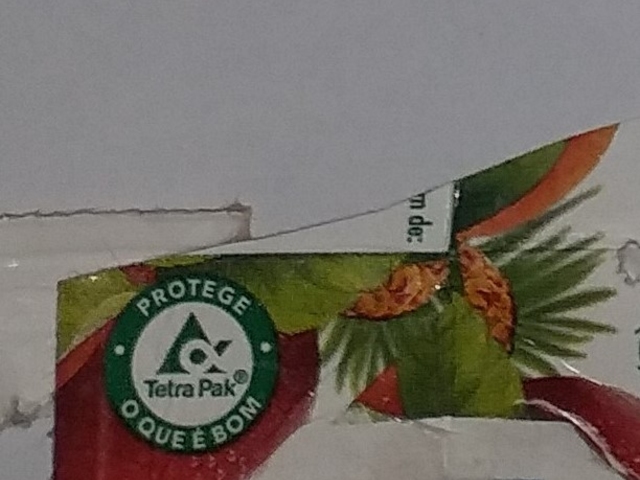 m de:
PROTEGE
Tetra Pak®
O QUE É BOM